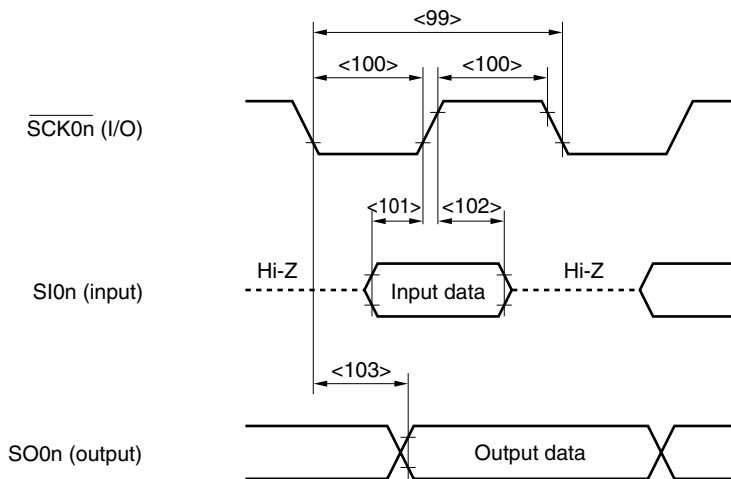 <99>
<100> <100>
SCK0n (I/O)
<101> <102>
Hi-Z Hi-Z
SI0n (input) Input data
<103>
SO0n (output) Output data